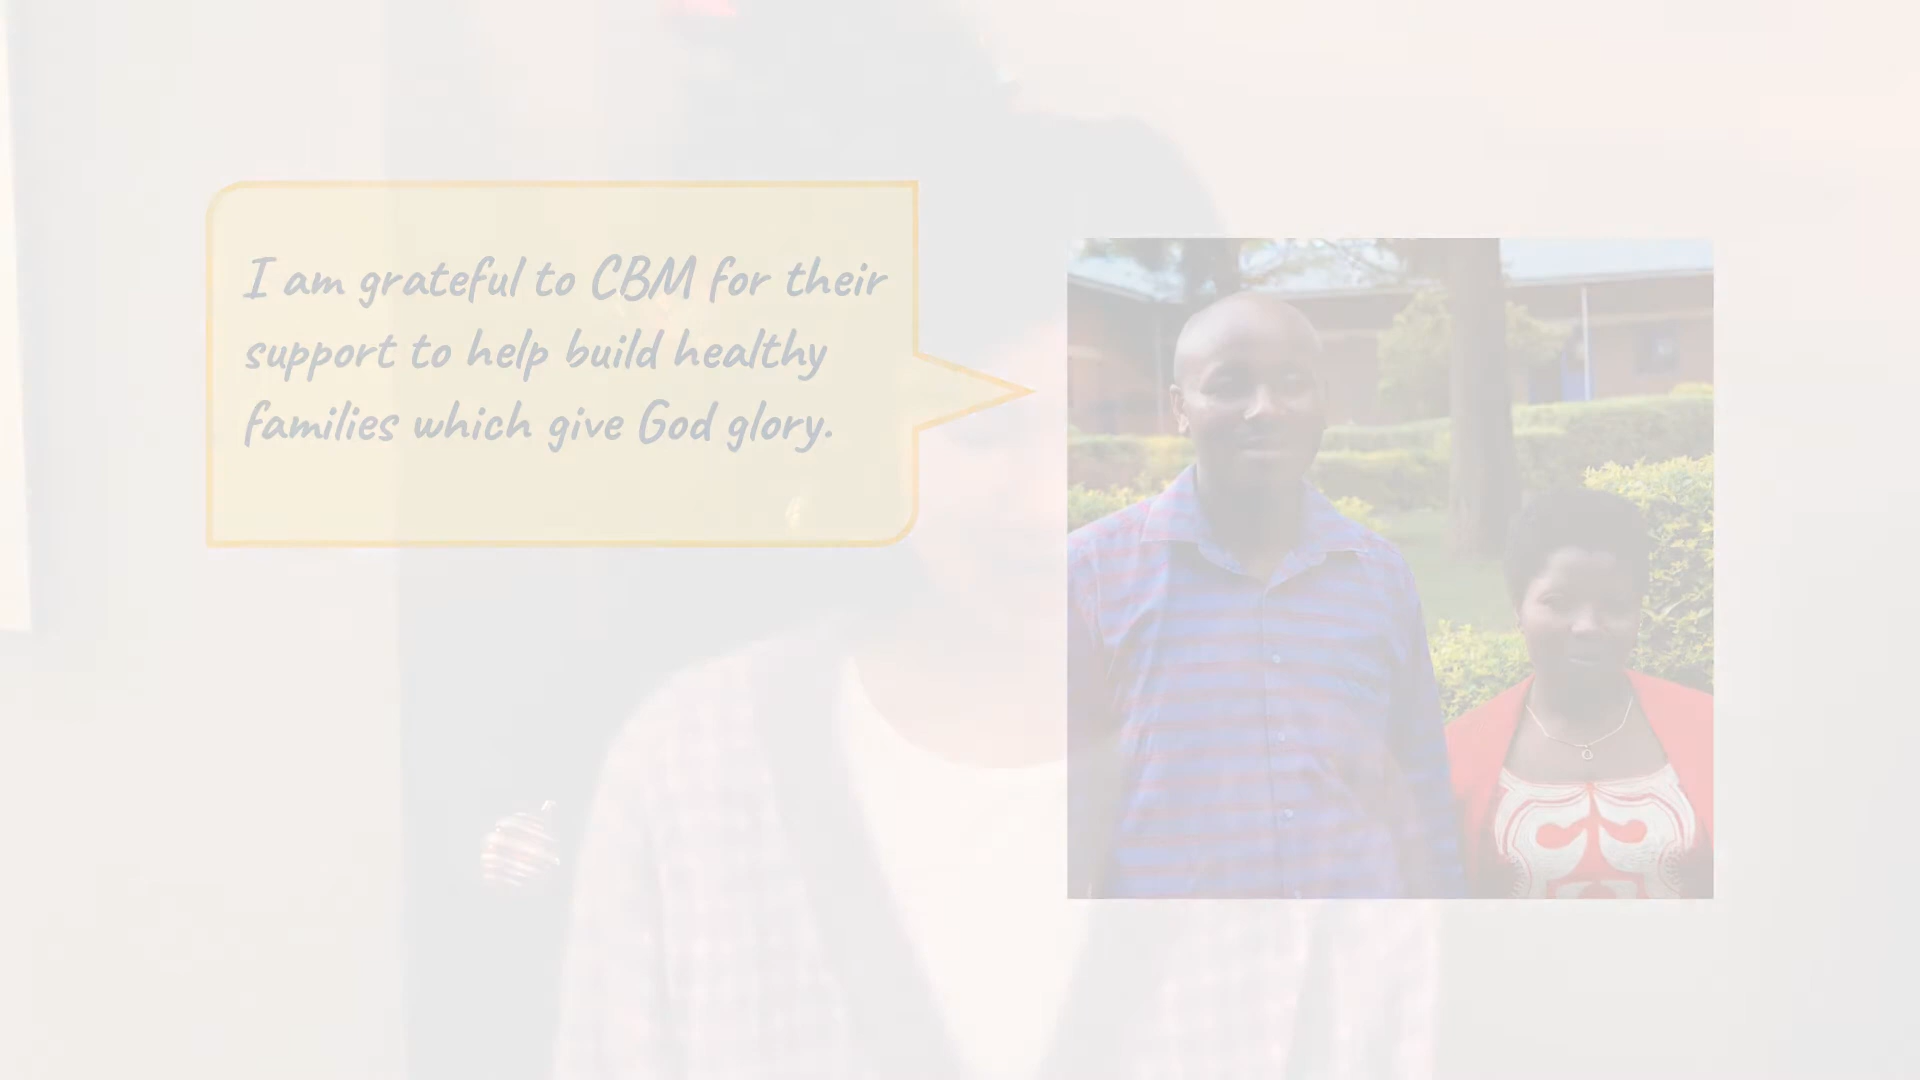 I am grateful to CBM for their
support to help build healthy
families which give God glory.